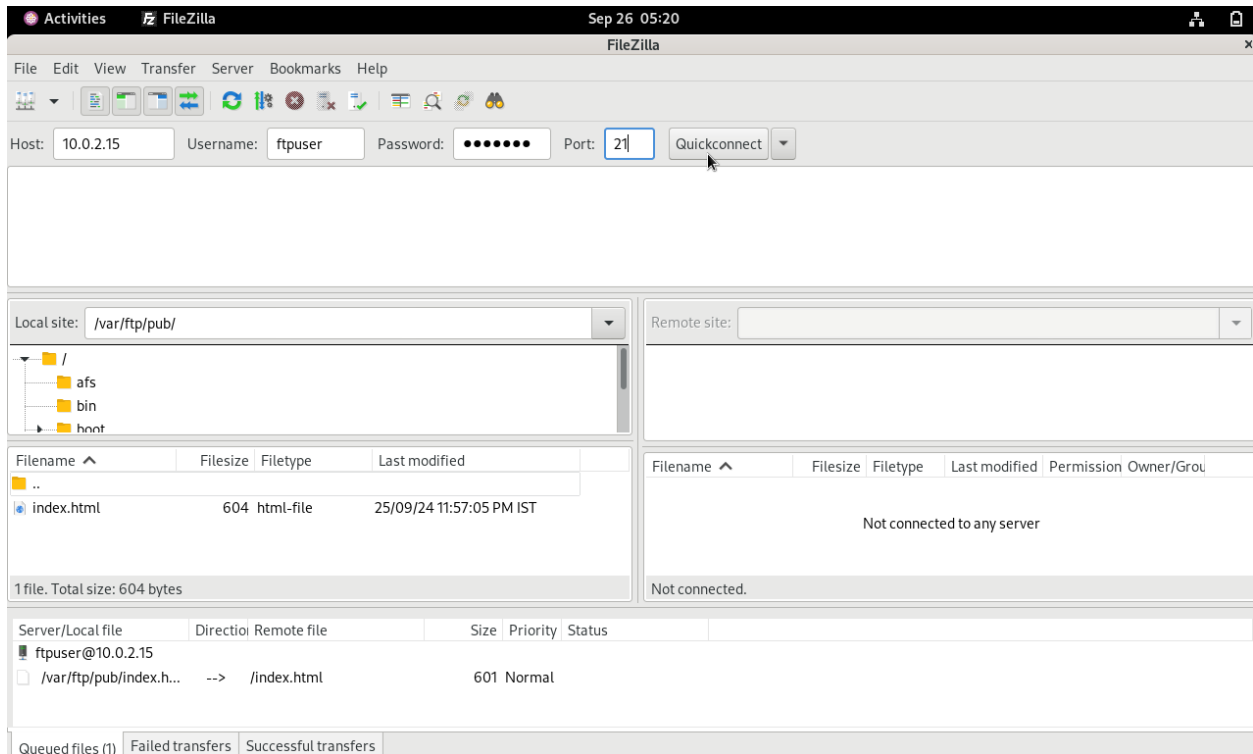 Activities FileZilla Sep 26 05:20
FileZilla
File Edit View Transfer Server Bookmarks Help
Host: 10.0.2.15 Username: ftpuser Password: ●●●●●●● Port: 21 Quickconnect
Local site: /var/ftp/pub/
/
afs
bin
boot
Filename Filesize Filetype Last modified
..
index.html 604 html-file 25/09/24 11:57:05 PM IST
1 file. Total size: 604 bytes
Remote site:
Filename Filesize Filetype Last modified Permission Owner/Grou
Not connected to any server
Not connected.
Server/Local file Direction Remote file Size Priority Status
ftpuser@10.0.2.15
/var/ftp/pub/index.h... --> /index.html 601 Normal
Queued files (1) Failed transfers Successful transfers